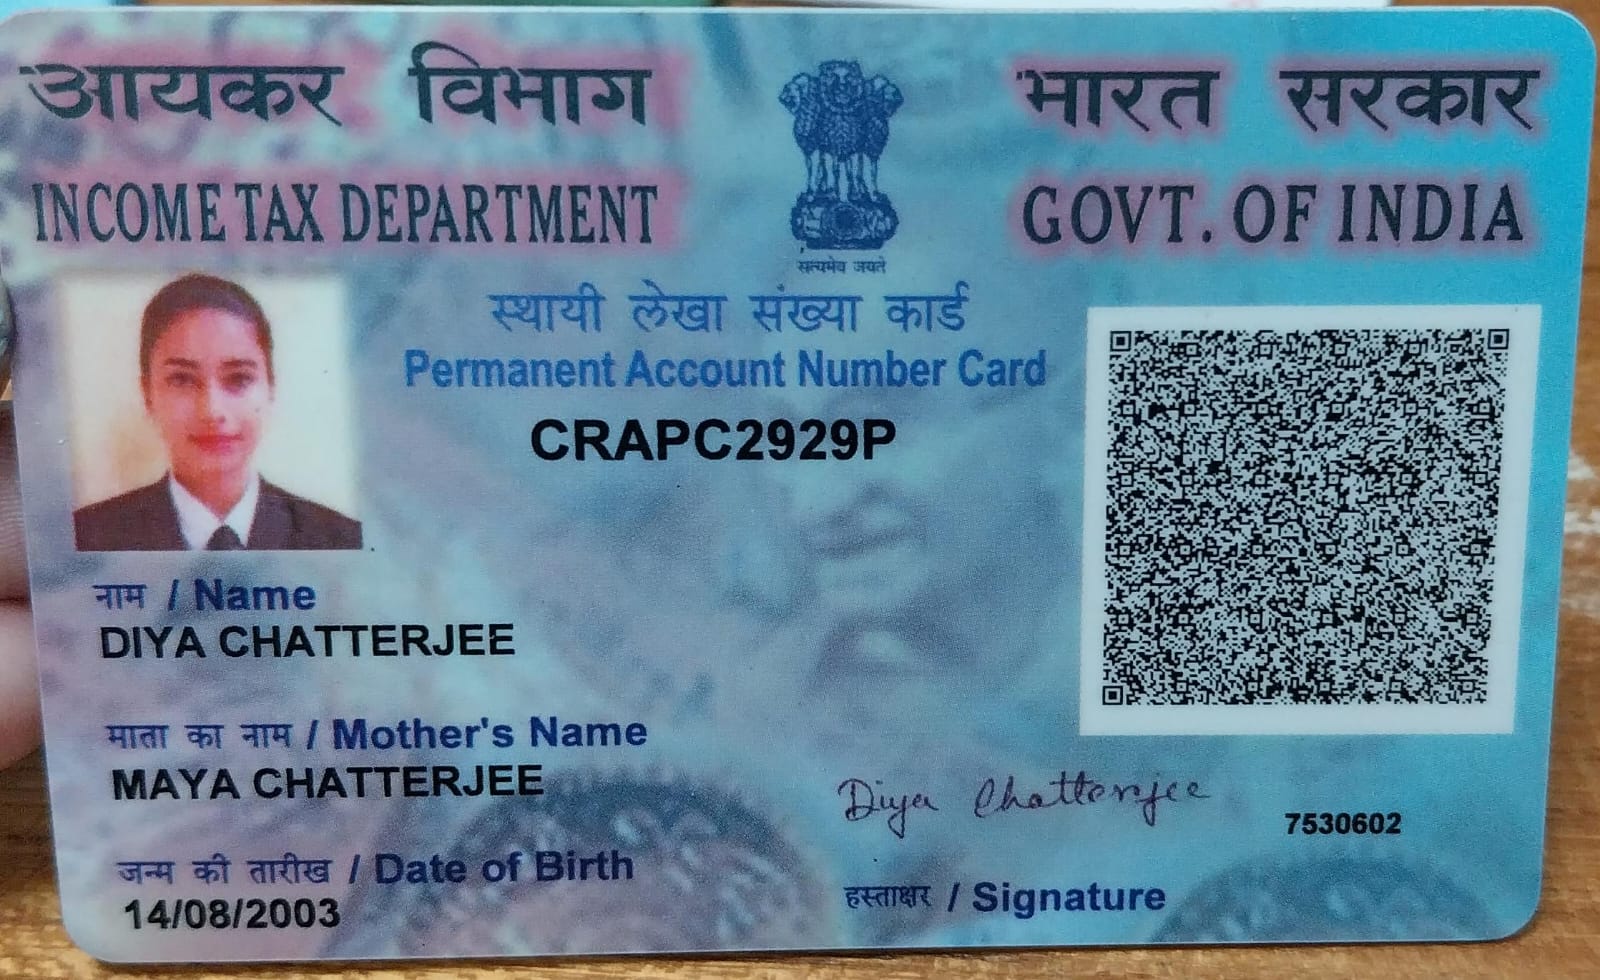 आयकर विभाग
INCOME TAX DEPARTMENT
सत्यमेव जयते
भारत सरकार
GOVT. OF INDIA
स्थायी लेखा संख्या कार्ड
Permanent Account Number Card
CRAPC2929P
नाम / Name
DIYA CHATTERJEE
माता का नाम / Mother's Name
MAYA CHATTERJEE
जन्म की तारीख / Date of Birth
14/08/2003
Diya Chatterjee
हस्ताक्षर / Signature
7530602